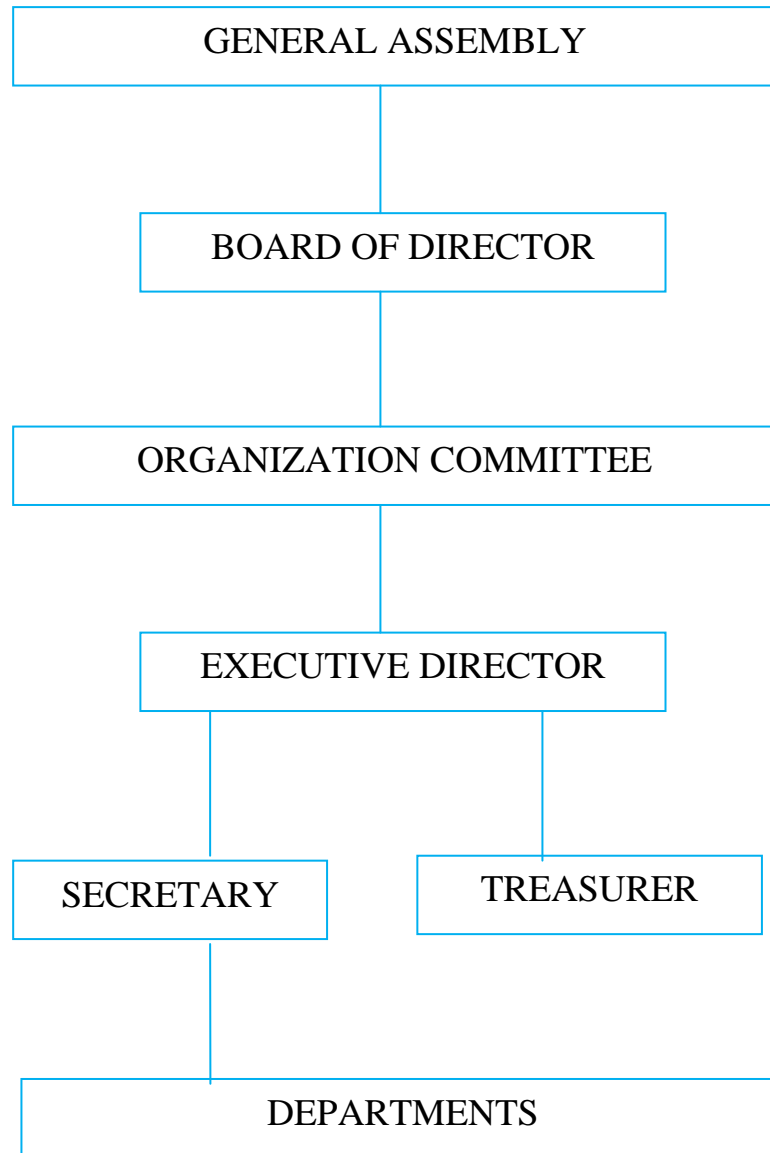 GENERAL ASSEMBLY
BOARD OF DIRECTOR
ORGANIZATION COMMITTEE
EXECUTIVE DIRECTOR
SECRETARY
TREASURER
DEPARTMENTS